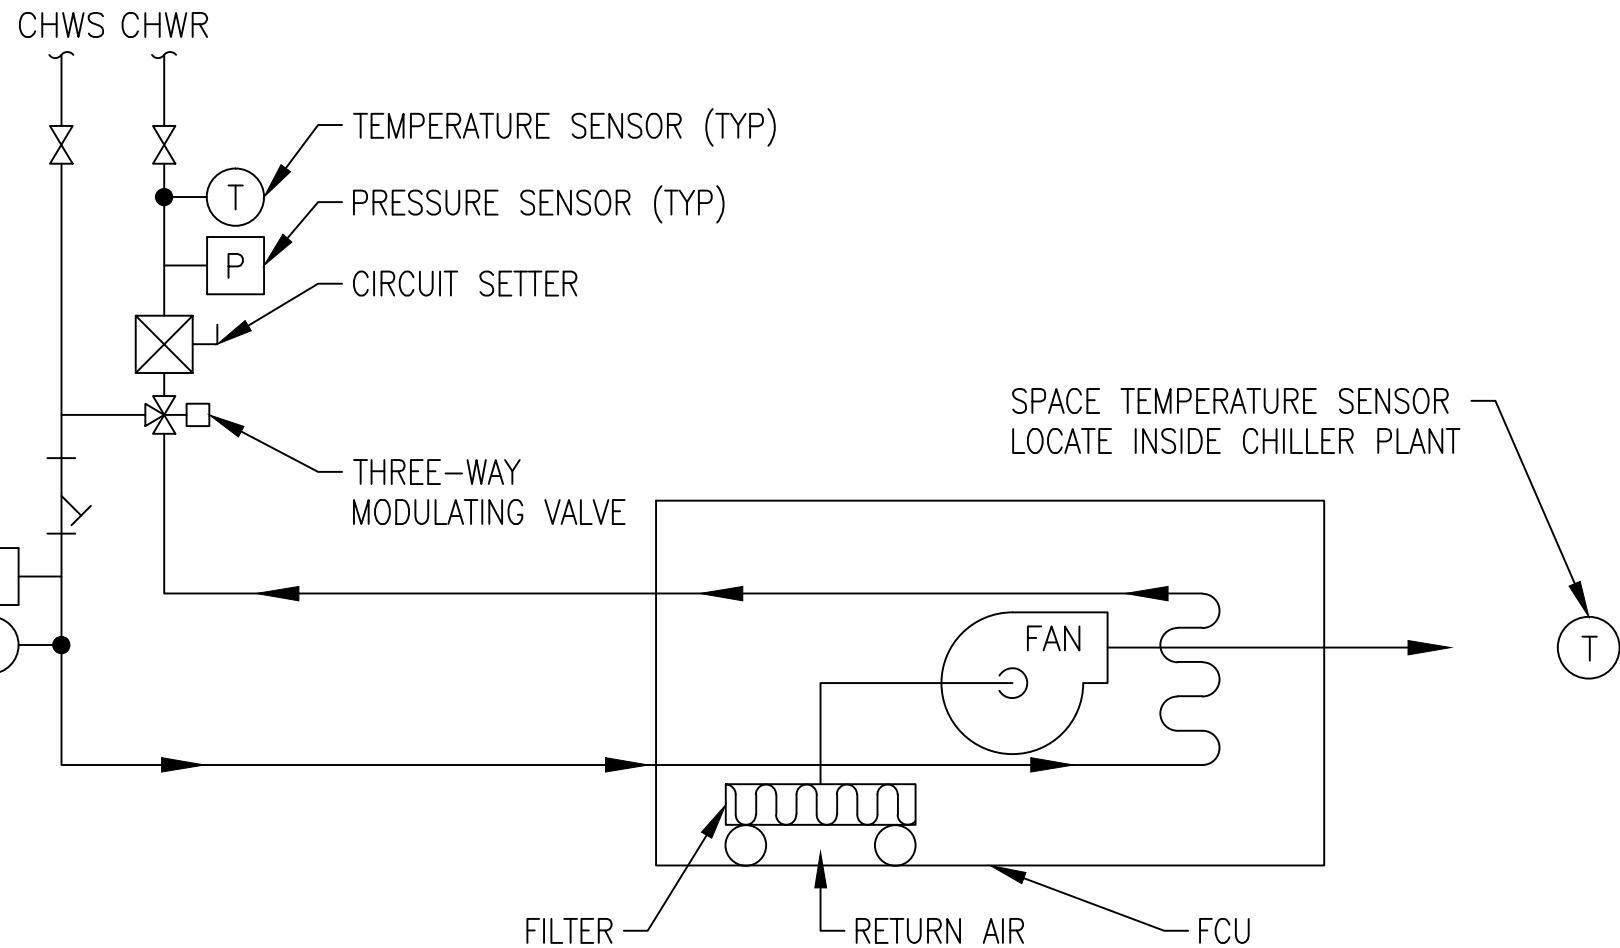 CHWS CHWR
TEMPERATURE SENSOR (TYP)
T
PRESSURE SENSOR (TYP)
P
CIRCUIT SETTER
THREE-WAY
MODULATING VALVE
SPACE TEMPERATURE SENSOR
LOCATE INSIDE CHILLER PLANT
FAN
T
FILTER
RETURN AIR
FCU